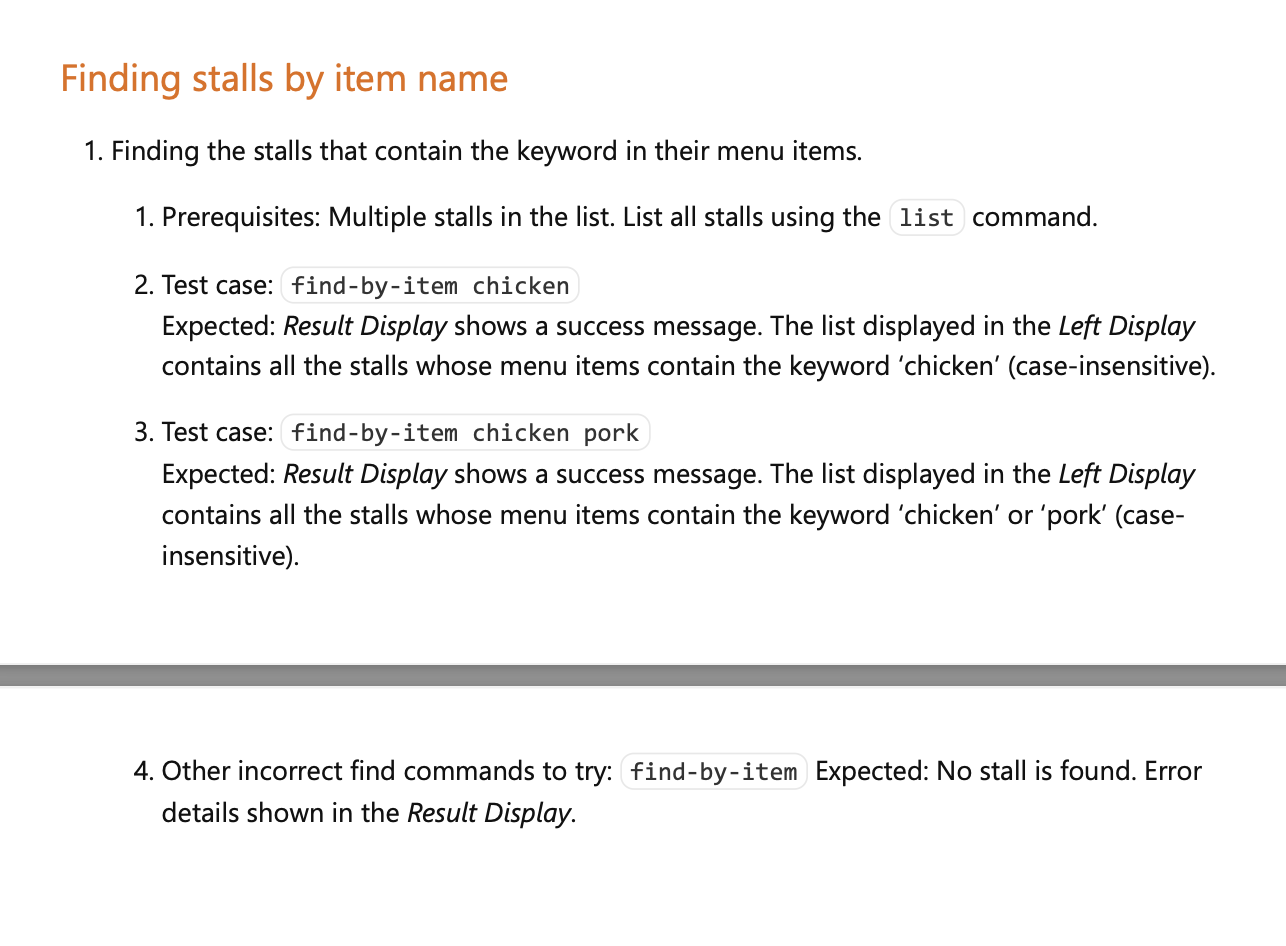 Finding stalls by item name
1. Finding the stalls that contain the keyword in their menu items.
1. Prerequisites: Multiple stalls in the list. List all stalls using the list command.
2. Test case: find-by-item chicken
Expected: Result Display shows a success message. The list displayed in the Left Display
contains all the stalls whose menu items contain the keyword ‘chicken’ (case-insensitive).
3. Test case: find-by-item chicken pork
Expected: Result Display shows a success message. The list displayed in the Left Display
contains all the stalls whose menu items contain the keyword ‘chicken’ or ‘pork’ (case-
insensitive).
4. Other incorrect find commands to try: find-by-item Expected: No stall is found. Error
details shown in the Result Display.